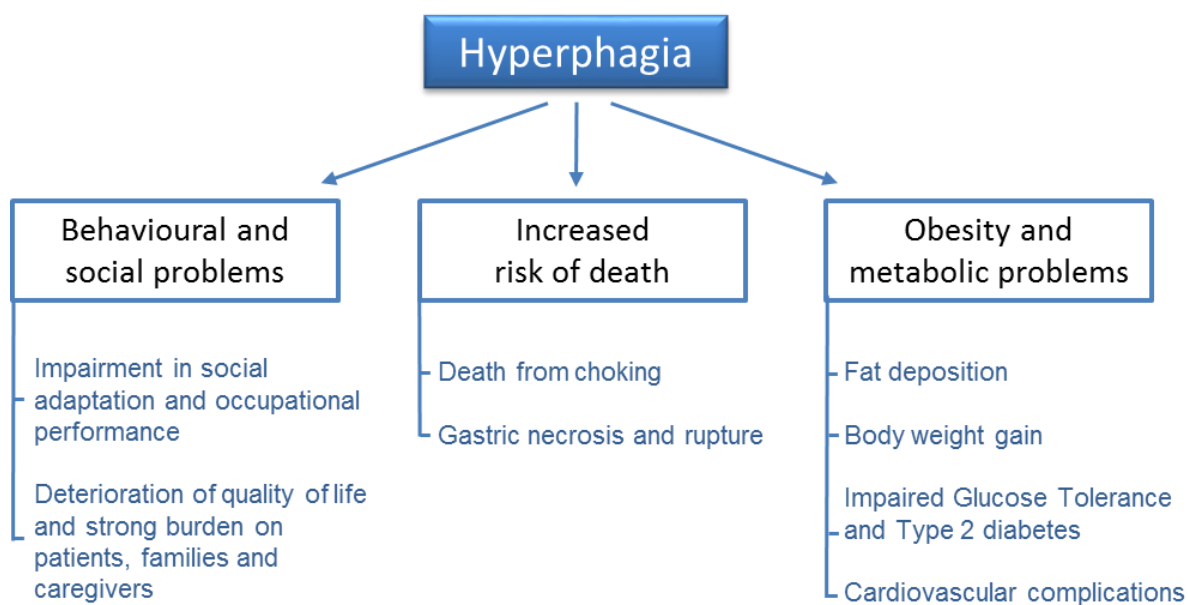 Hyperphagia
Behavioural and
social problems
Impairment in social
adaptation and occupational
performance
Deterioration of quality of life
and strong burden on
patients, families and
caregivers
Increased
risk of death
Death from choking
Gastric necrosis and rupture
Obesity and
metabolic problems
Fat deposition
Body weight gain
Impaired Glucose Tolerance
and Type 2 diabetes
Cardiovascular complications